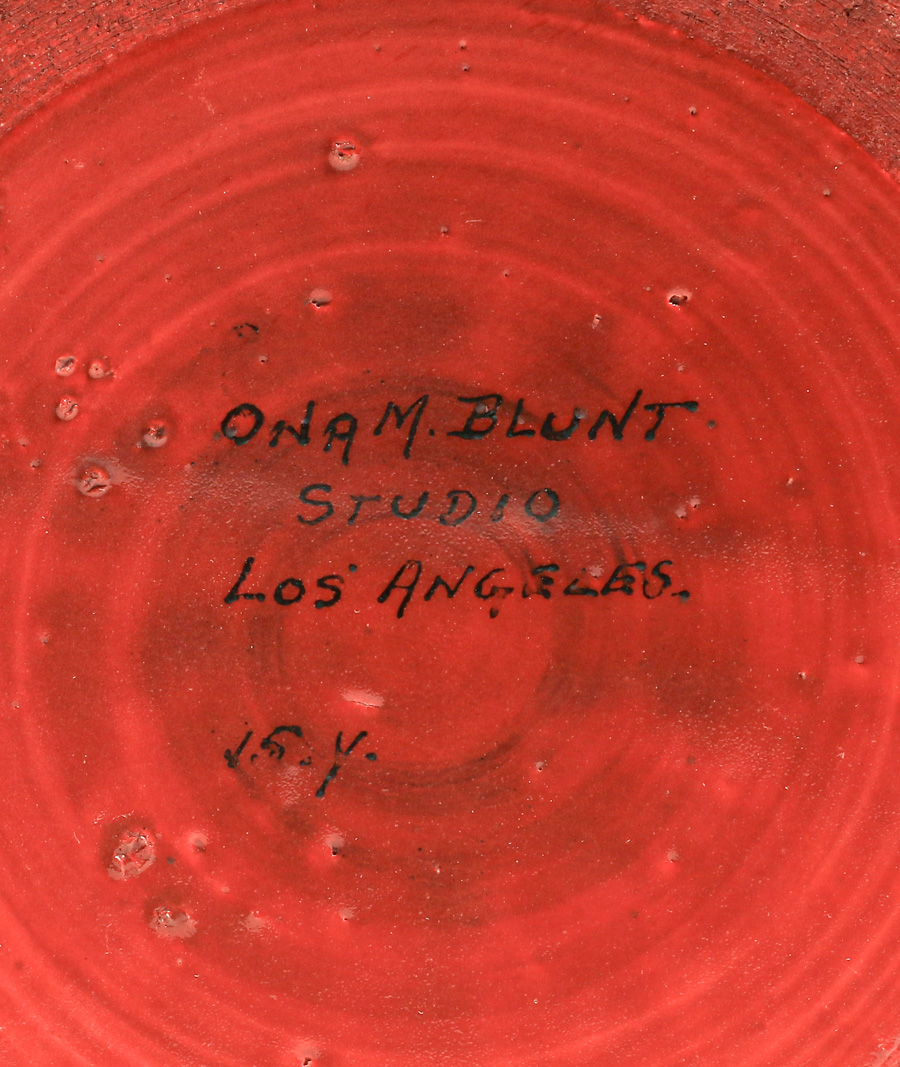 ONA M. BLUNT.
STUDIO
LOS ANGELES.
J.S.Y.